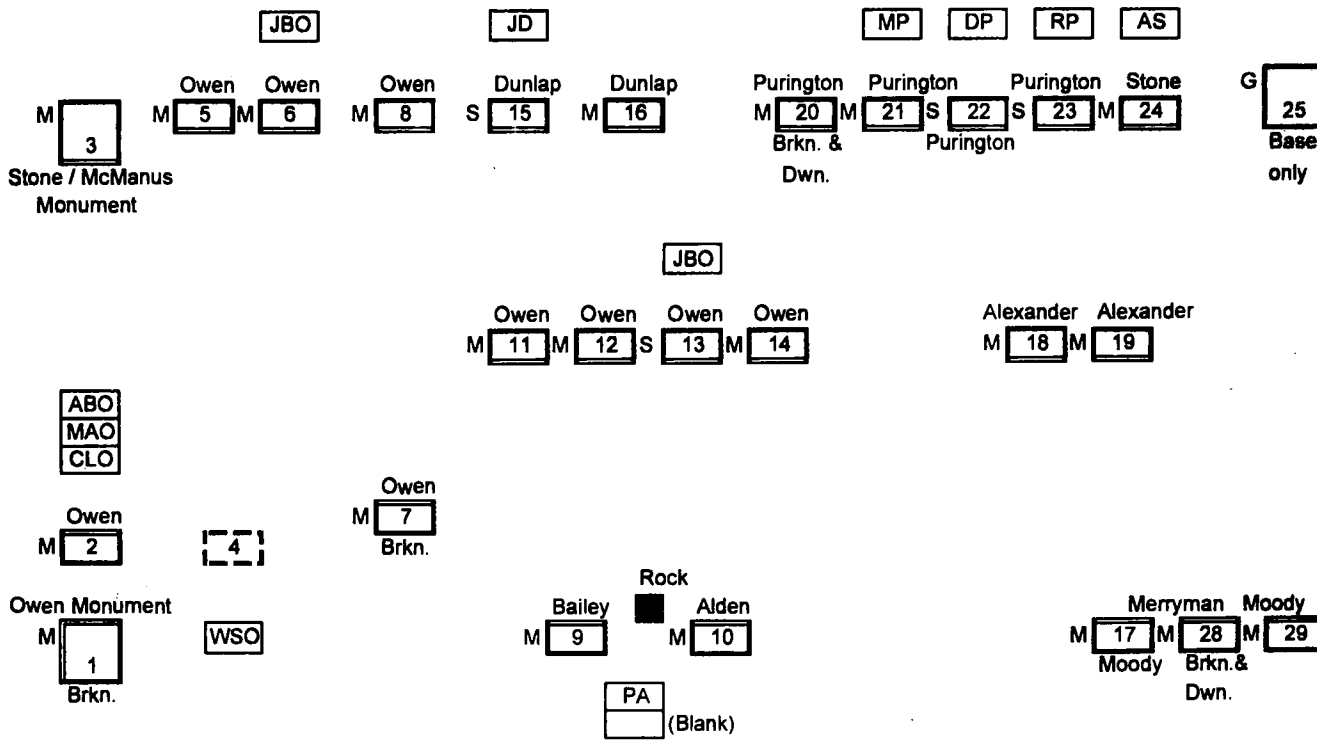 JBO JD MP DP RP AS
Owen Owen Owen Dunlap Dunlap Purington Purington Purington Stone G
M 3 M 5 M 6 M 8 S 15 M 16 M 20 M 21 S 22 S 23 M 24 25
Brkn. & Purington Base
Stone / McManus Dwn. only
Monument
JBO
Owen Owen Owen Owen Alexander Alexander
M 11 M 12 S 13 M 14 M 18 M 19
ABO
MAO
CLO
Owen
M 7
Brkn.
Owen
M 2 4
Rock
Owen Monument Bailey Alden Merryman Moody
M 1 WSO M 9 M 10 M 17 M 28 M 29
Brkn. Moody Brkn.&
Dwn.
PA
(Blank)